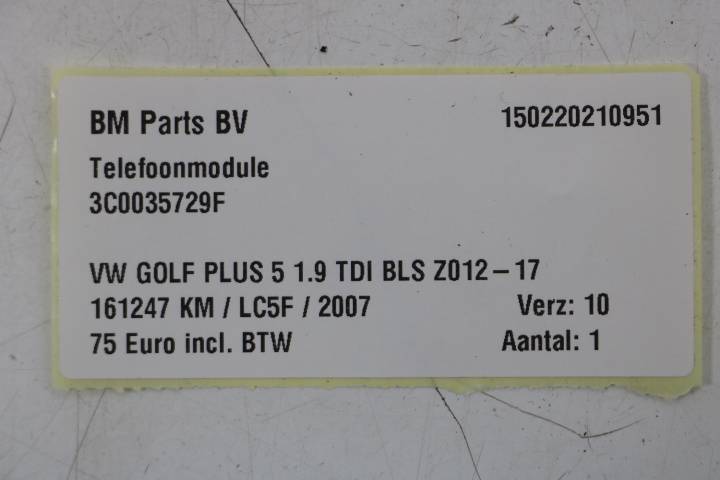 BM Parts BV 150220210951
Telefoonmodule
3C0035729F
VW GOLF PLUS 5 1.9 TDI BLS Z012-17
161247 KM / LC5F / 2007 Verz: 10
75 Euro incl. BTW Aantal: 1